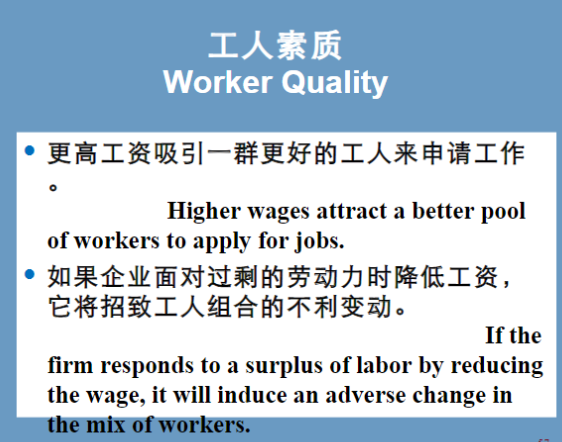 工人素质
Worker Quality
更高工资吸引一群更好的工人来申请工作
。
Higher wages attract a better pool
of workers to apply for jobs.
如果企业面对过剩的劳动力时降低工资，
它将招致工人组合的不利变动。
If the
firm responds to a surplus of labor by reducing
the wage, it will induce an adverse change in
the mix of workers.